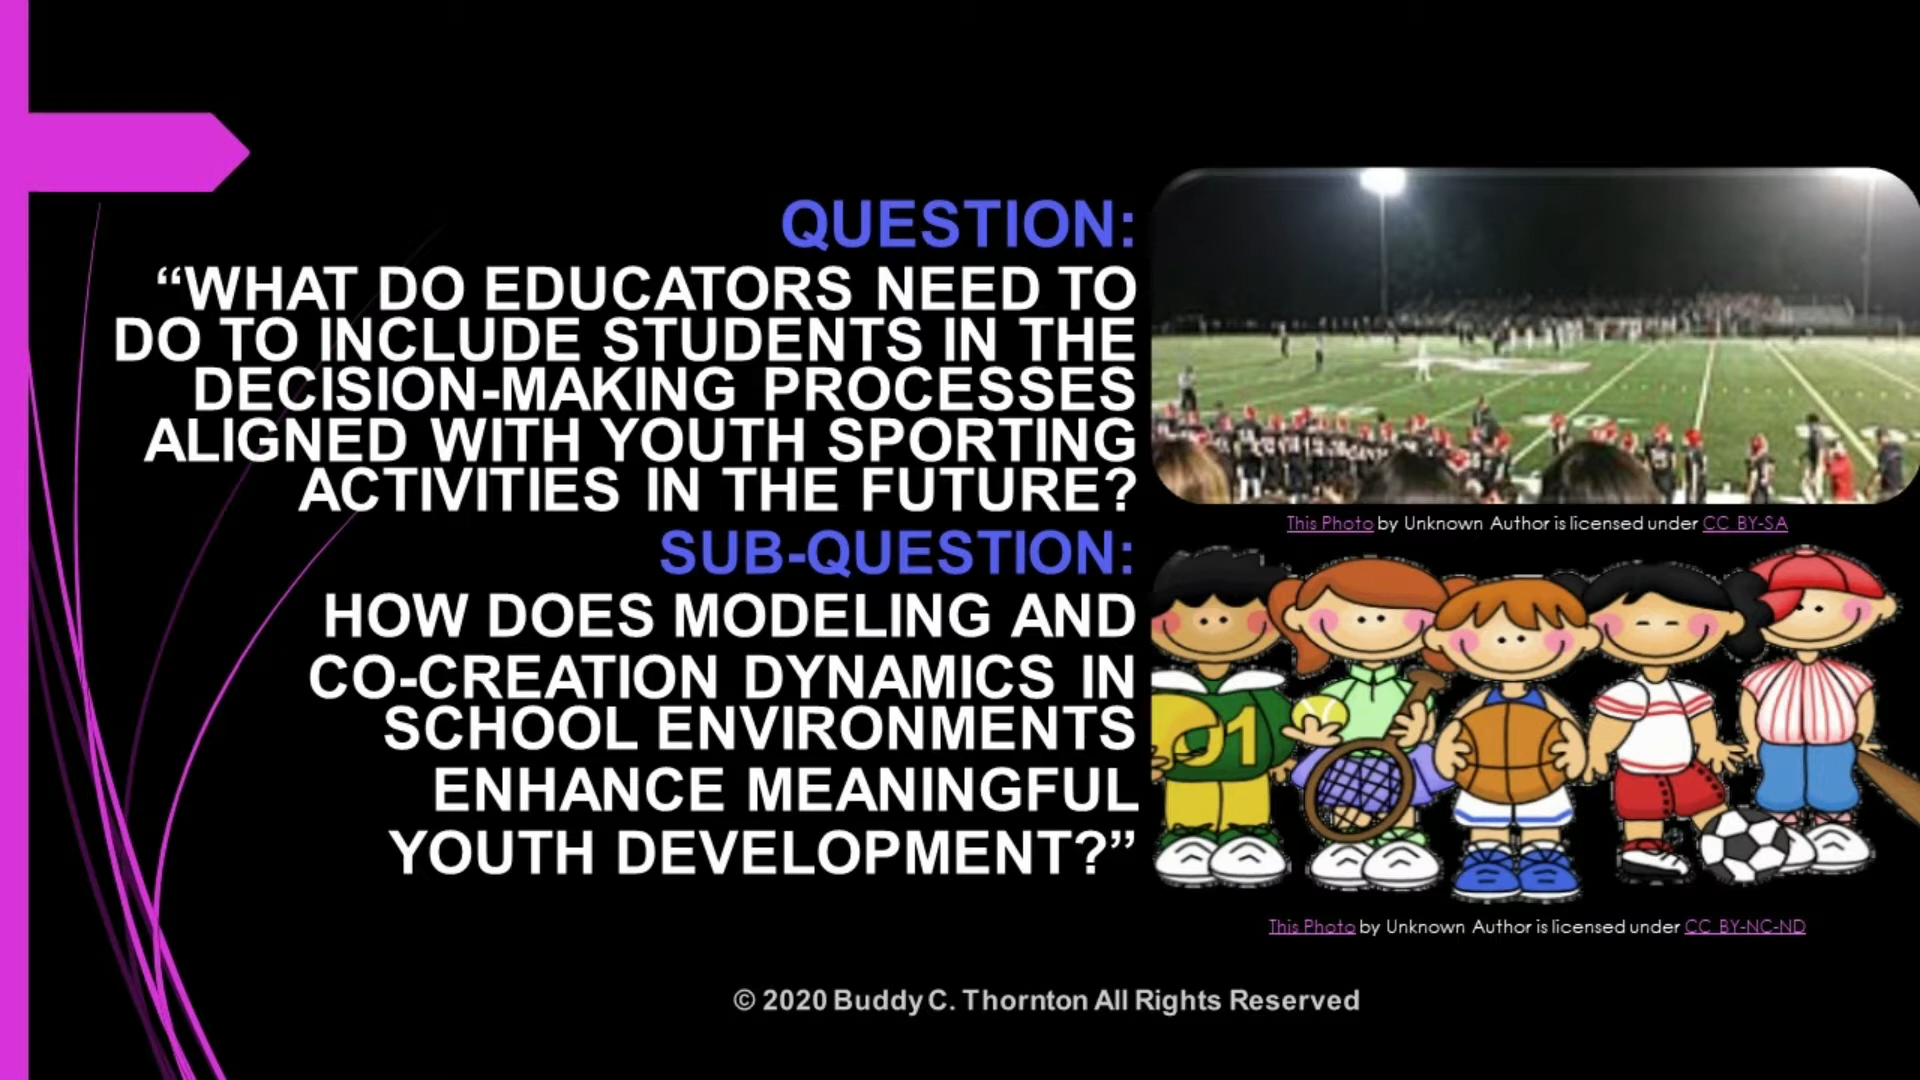 QUESTION:
“WHAT DO EDUCATORS NEED TO
DO TO INCLUDE STUDENTS IN THE
DECISION-MAKING PROCESSES
ALIGNED WITH YOUTH SPORTING
ACTIVITIES IN THE FUTURE?
SUB-QUESTION:
HOW DOES MODELING AND
CO-CREATION DYNAMICS IN
SCHOOL ENVIRONMENTS
ENHANCE MEANINGFUL
YOUTH DEVELOPMENT?”
This Photo by Unknown Author is licensed under CC BY-SA
This Photo by Unknown Author is licensed under CC BY-NC-ND
© 2020 Buddy C. Thornton All Rights Reserved